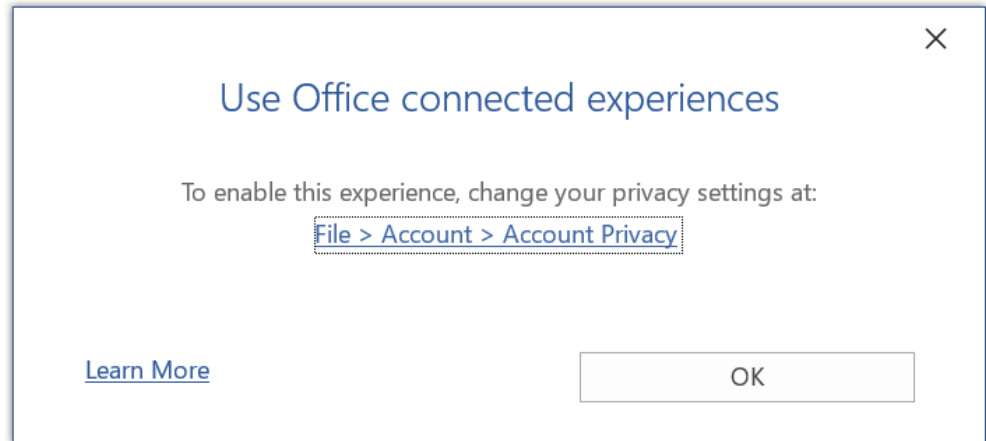 Use Office connected experiences
To enable this experience, change your privacy settings at:
File > Account > Account Privacy
Learn More
OK